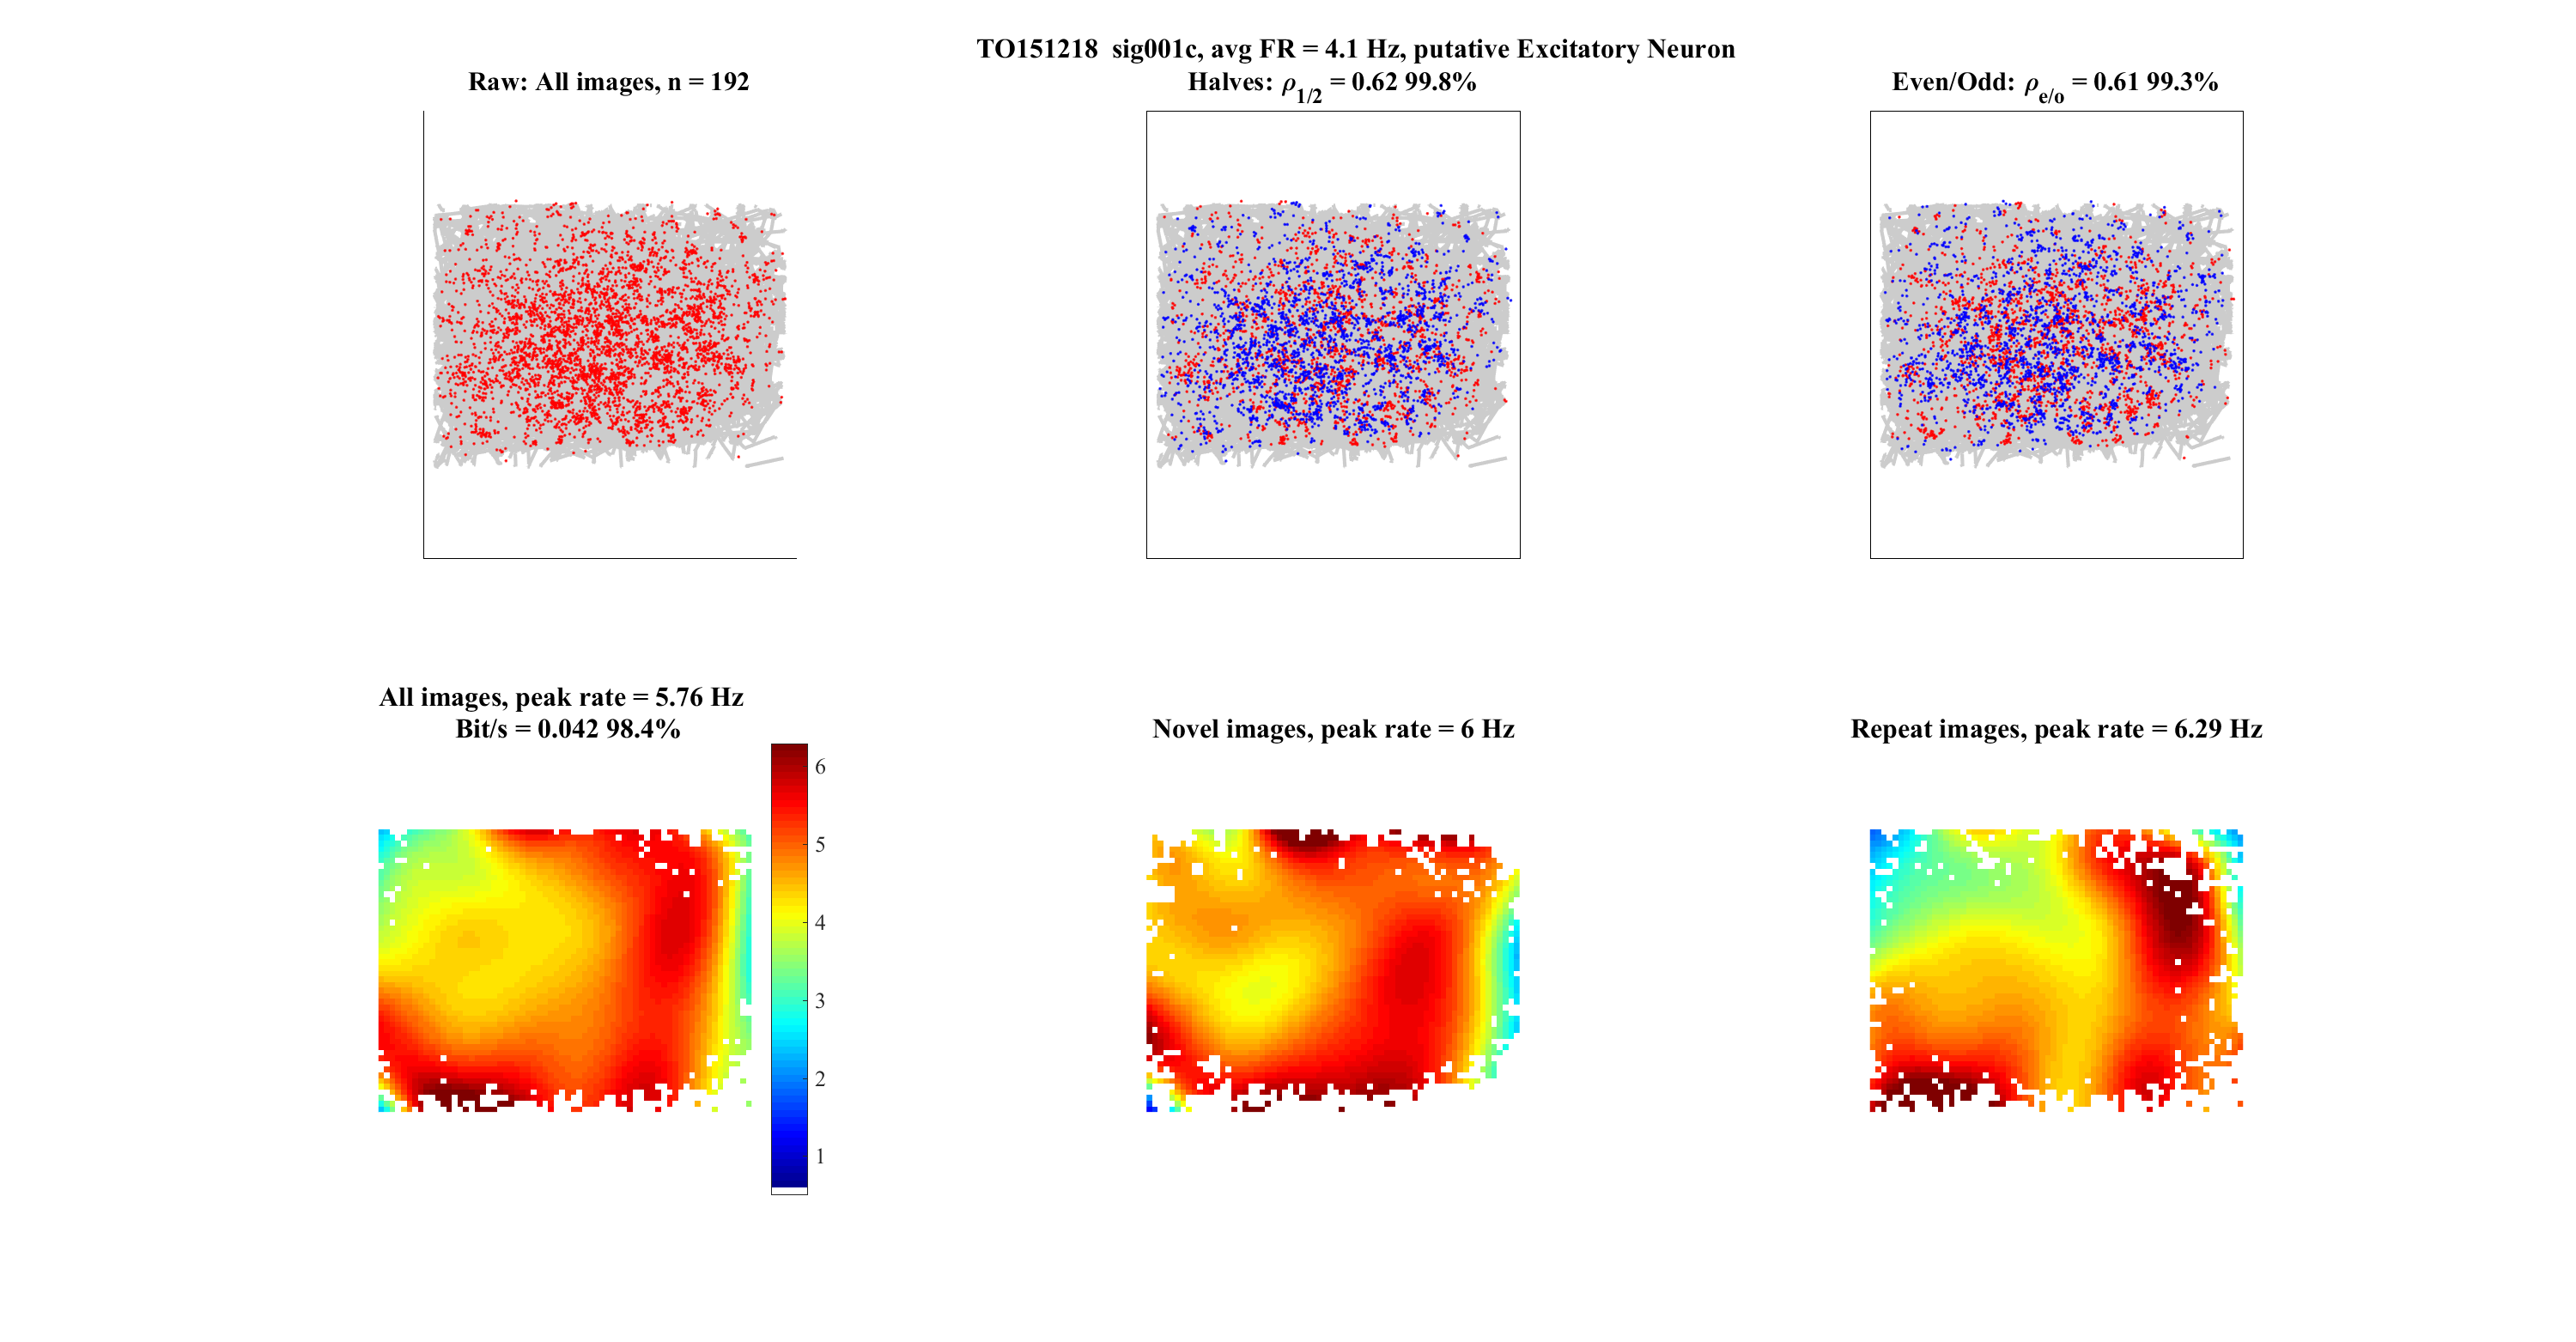 TO151218  sig001c, avg FR = 4.1 Hz, putative Excitatory Neuron
Raw: All images, n = 192
Halves: ρ1/2 = 0.62 99.8%
Even/Odd: ρe/o = 0.61 99.3%
All images, peak rate = 5.76 Hz
Bit/s = 0.042 98.4%
6
5
4
3
2
1
Novel images, peak rate = 6 Hz
Repeat images, peak rate = 6.29 Hz